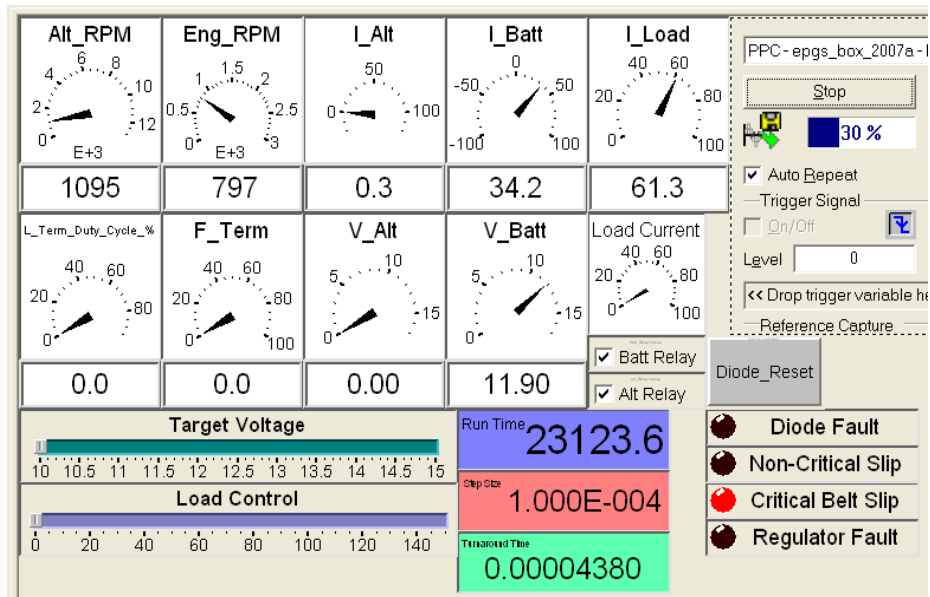 Alt_RPM Eng_RPM I_Alt I_Batt I_Load
0 2 4 6 8 10 12 E+3
0 0.5 1 1.5 2 2.5 3 E+3
0 50 100
-100 -50 0 50 100
0 20 40 60 80 100
1095 797 0.3 34.2 61.3
PPC - epgs_box_2007a -
Stop
30 %
Auto Repeat
Trigger Signal
On/Off
Level 0
<< Drop trigger variable he
Reference Capture
L_Term_Duty_Cycle_% F_Term V_Alt V_Batt Load Current
0 20 40 60 80
0 20 40 60 80 100
0 5 10 15
0 5 10 15
0 20 40 60 80 100
0.0 0.0 0.00 11.90
Batt Relay
Alt Relay
Diode_Reset
Target Voltage
10 10.5 11 11.5 12 12.5 13 13.5 14 14.5 15
Load Control
0 20 40 60 80 100 120 140
Run Time 23123.6
Step Size 1.000E-004
Turnaround Time 0.00004380
Diode Fault
Non-Critical Slip
Critical Belt Slip
Regulator Fault